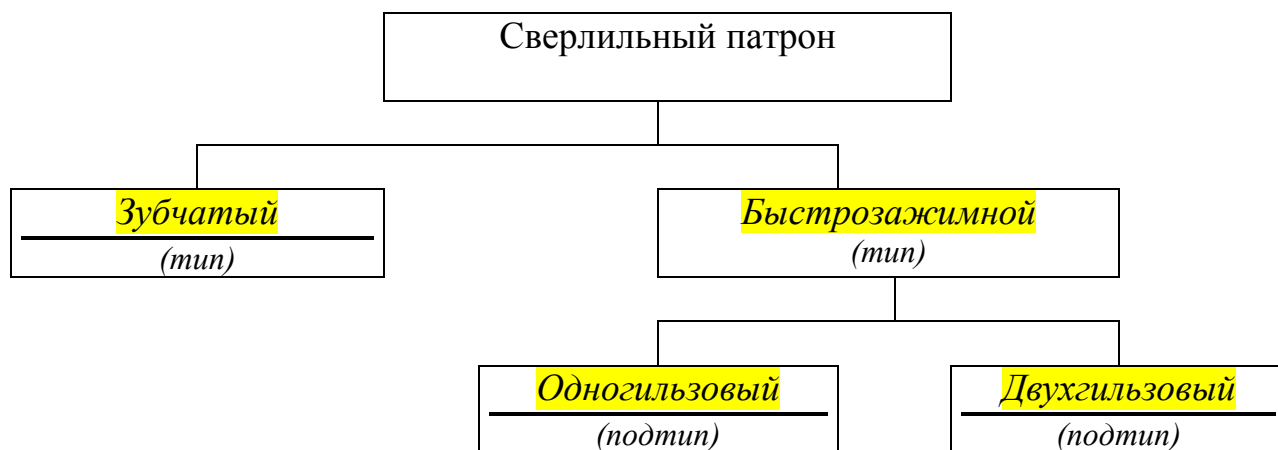 Сверлильный патрон
Зубчатый
(тип)
Быстрозажимной
(тип)
Одногильзовый
(подтип)
Двухгильзовый
(подтип)